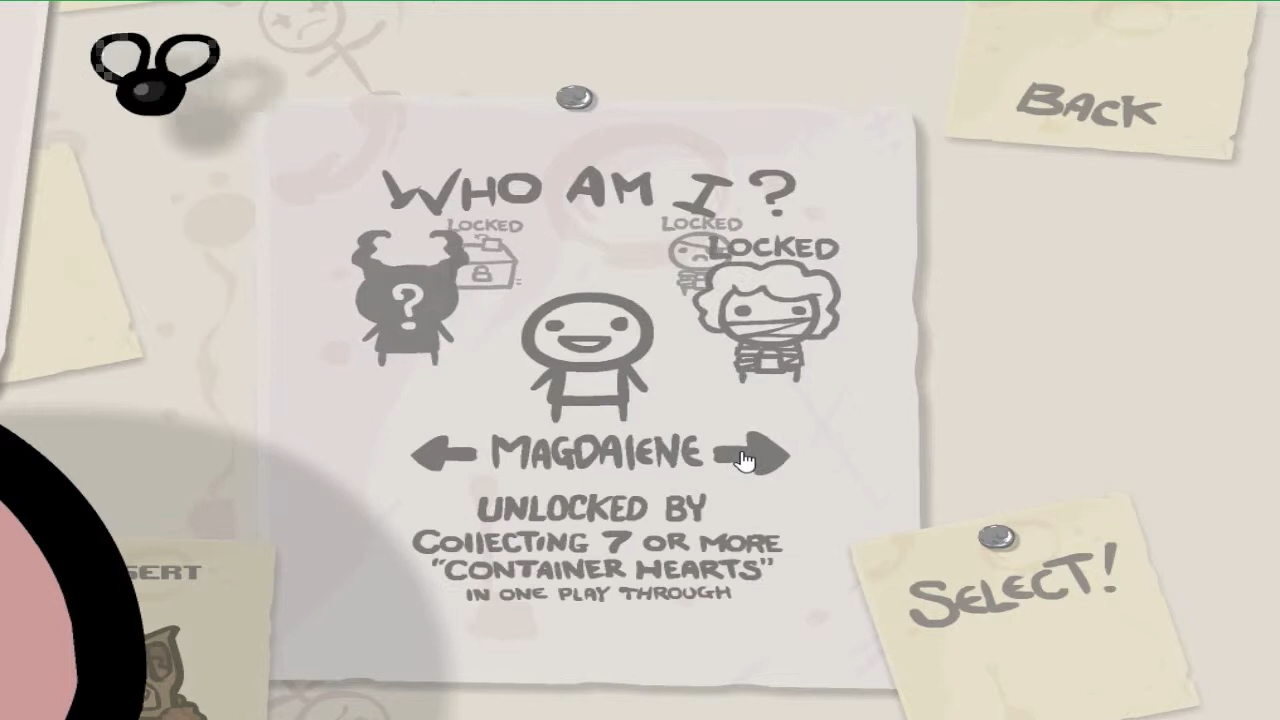 BACK
WHO AM I?
LOCKED
LOCKED
LOCKED
?
MAGDALENE
UNLOCKED BY
COLLECTING 7 OR MORE
"CONTAINER HEARTS"
IN ONE PLAY THROUGH
SELECT!